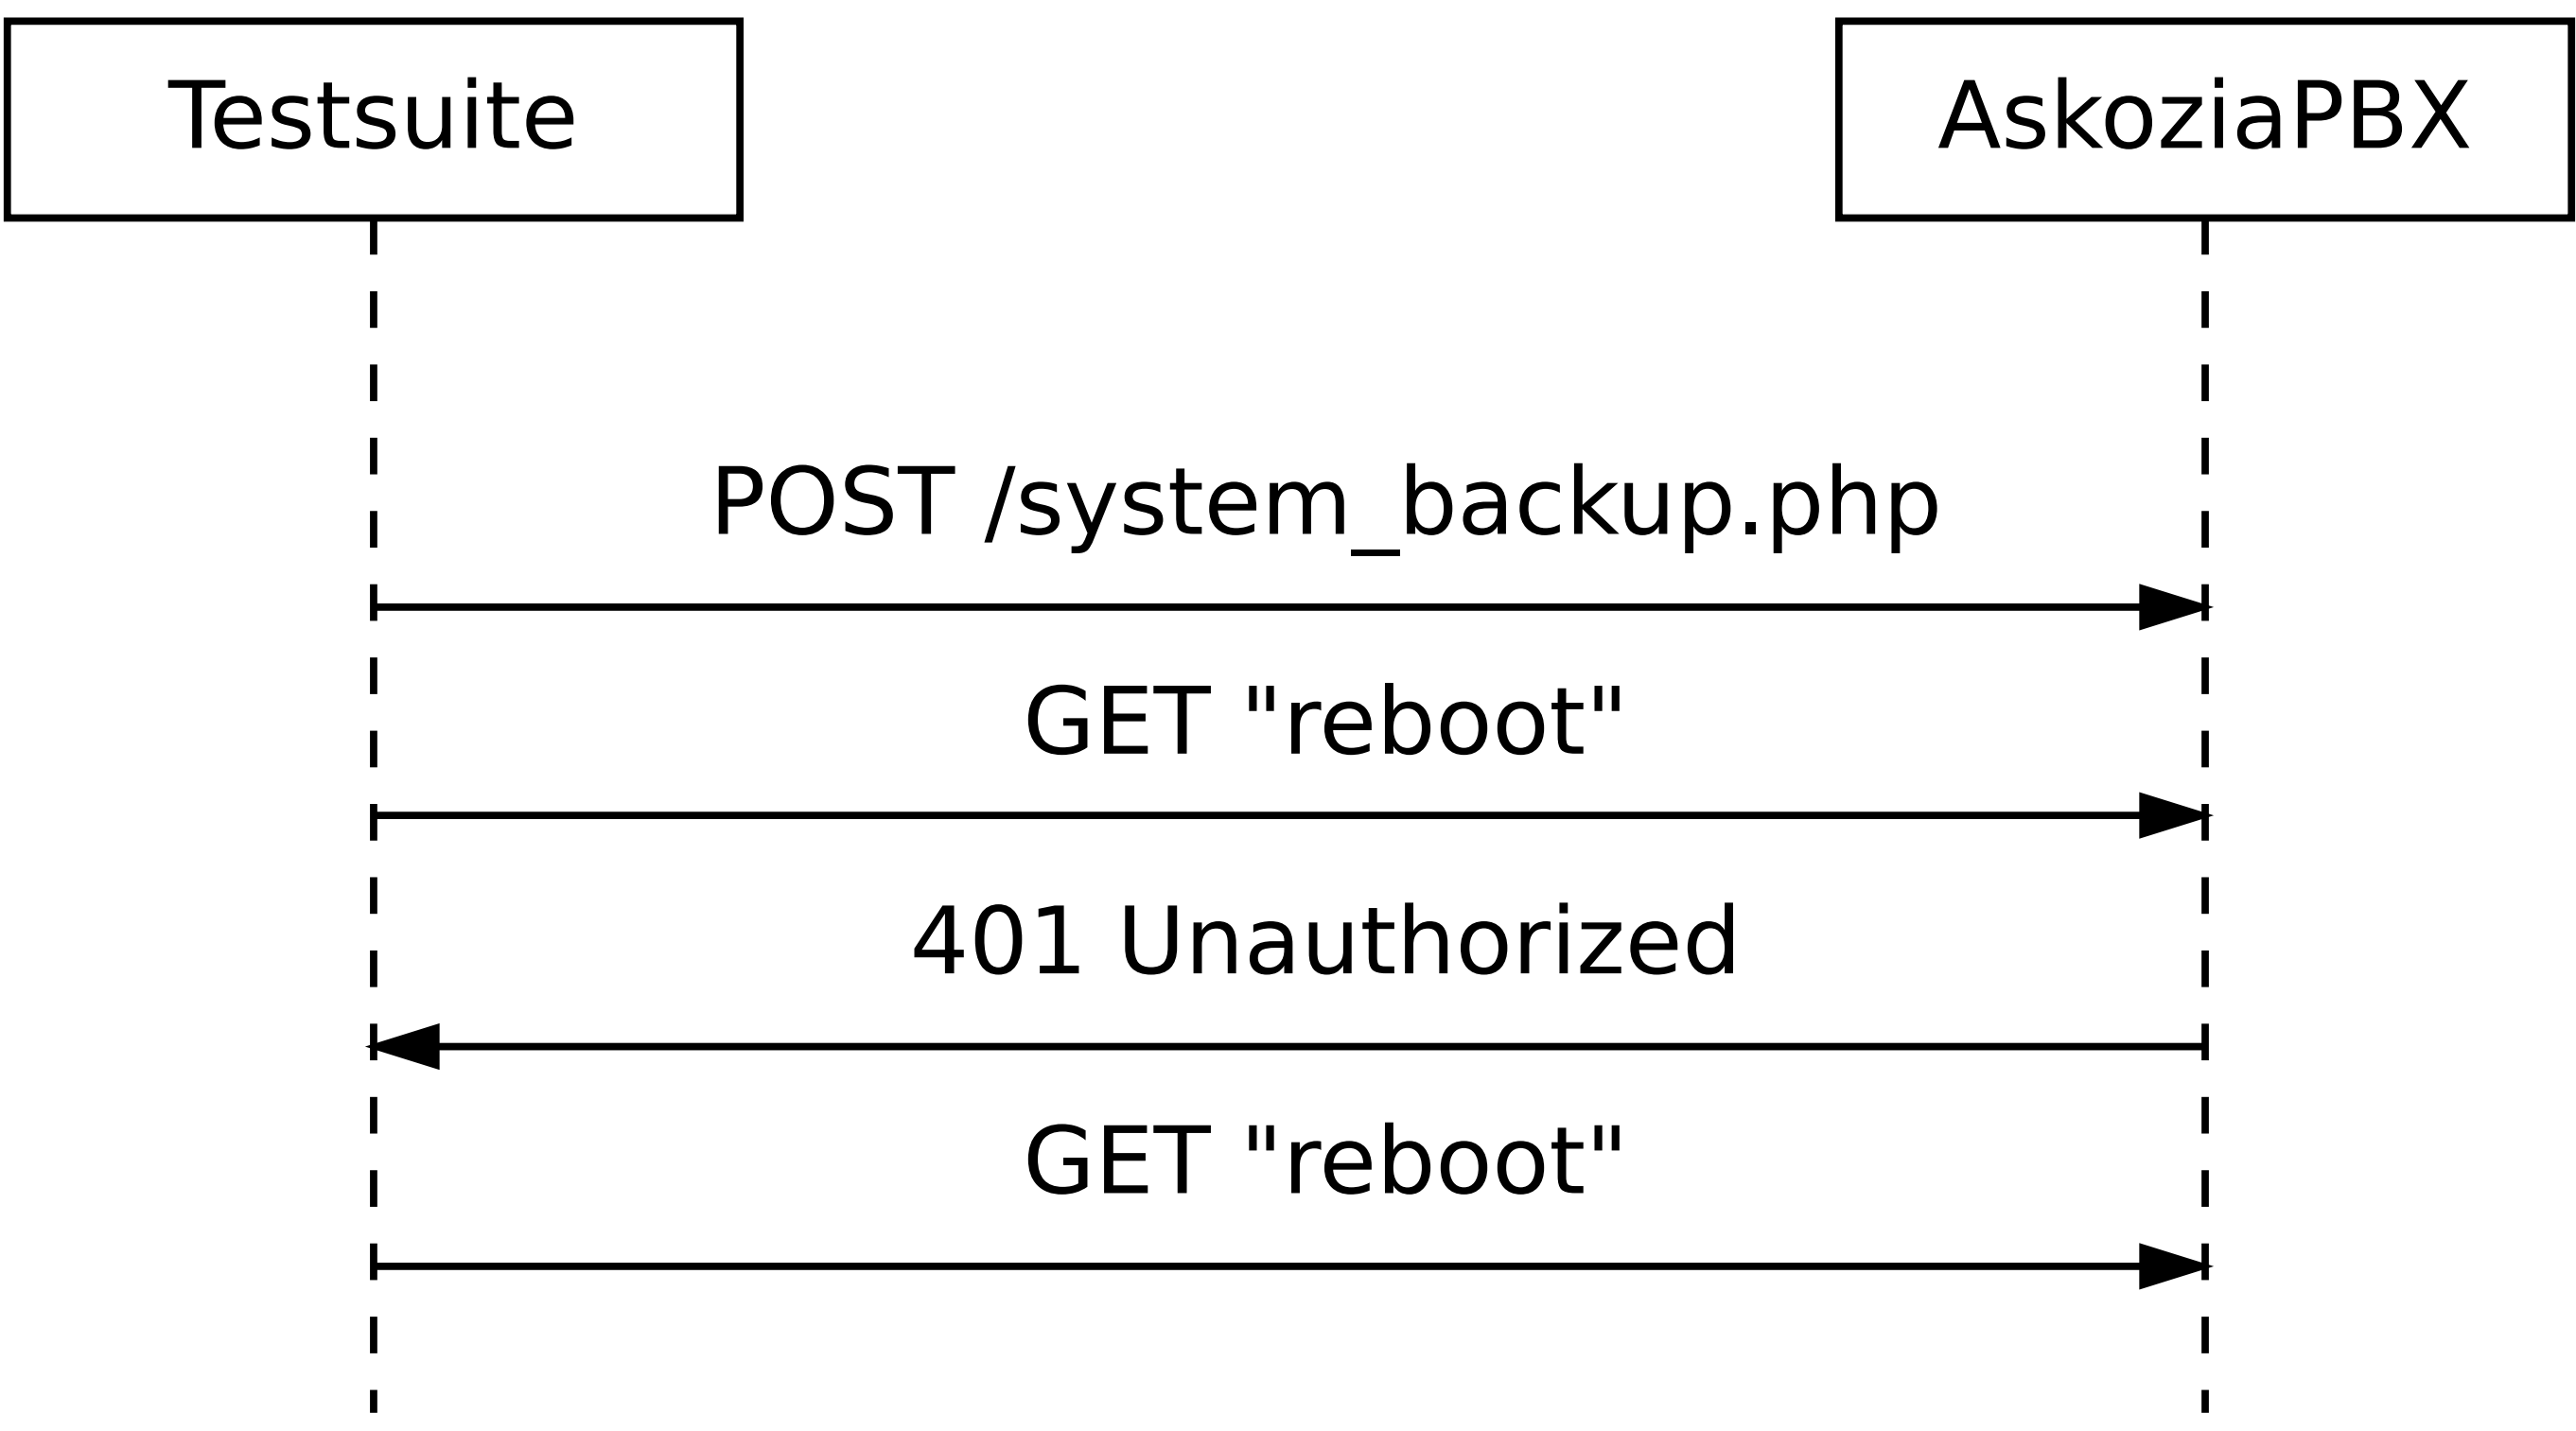 Testsuite
AskoziaPBX
POST /system_backup.php
GET "reboot"
401 Unauthorized
GET "reboot"